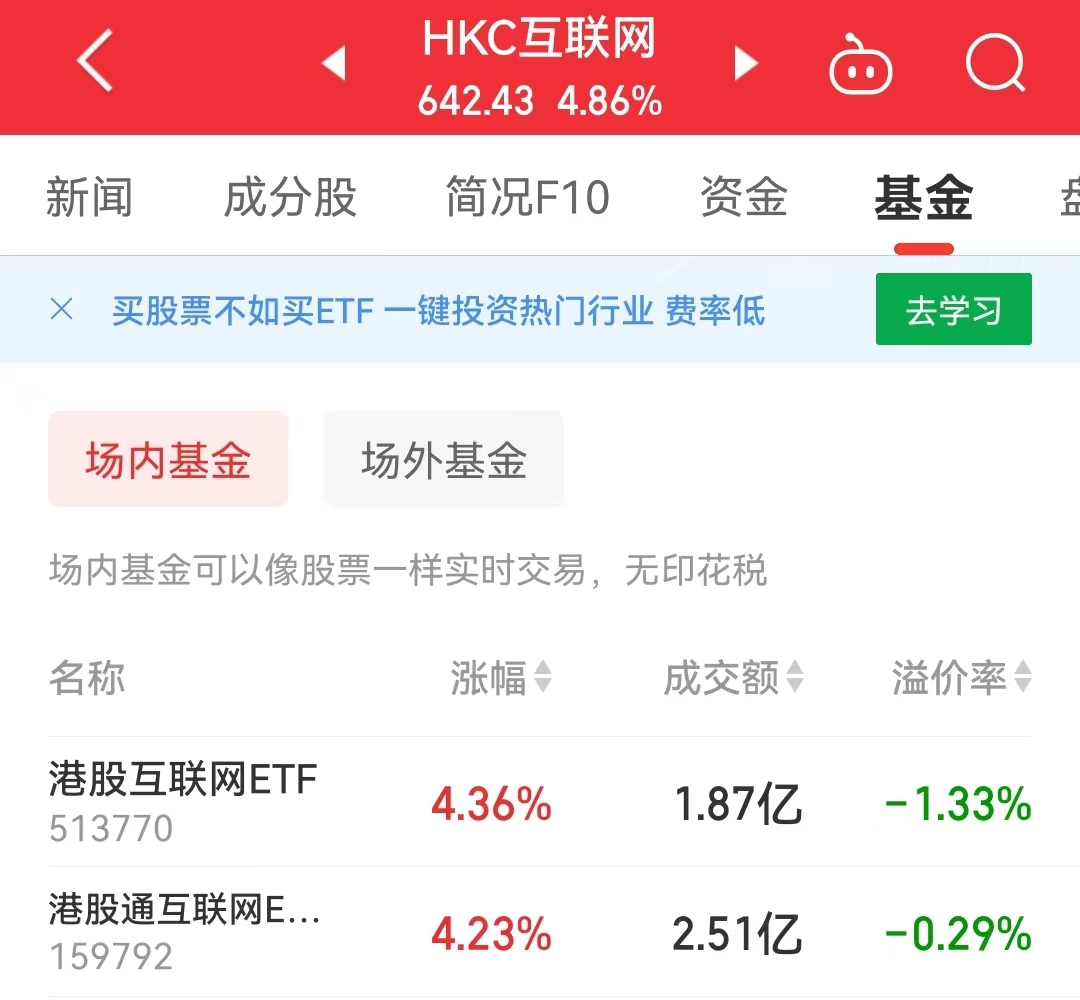 HKC互联网
642.43 4.86%
新闻 成分股 简况F10 资金 基金
买股票不如买ETF 一键投资热门行业 费率低 去学习
场内基金 场外基金
场内基金可以像股票一样实时交易，无印花税
名称 涨幅 成交额 溢价率
港股互联网ETF
513770 4.36% 1.87亿 -1.33%
港股通互联网E...
159792 4.23% 2.51亿 -0.29%